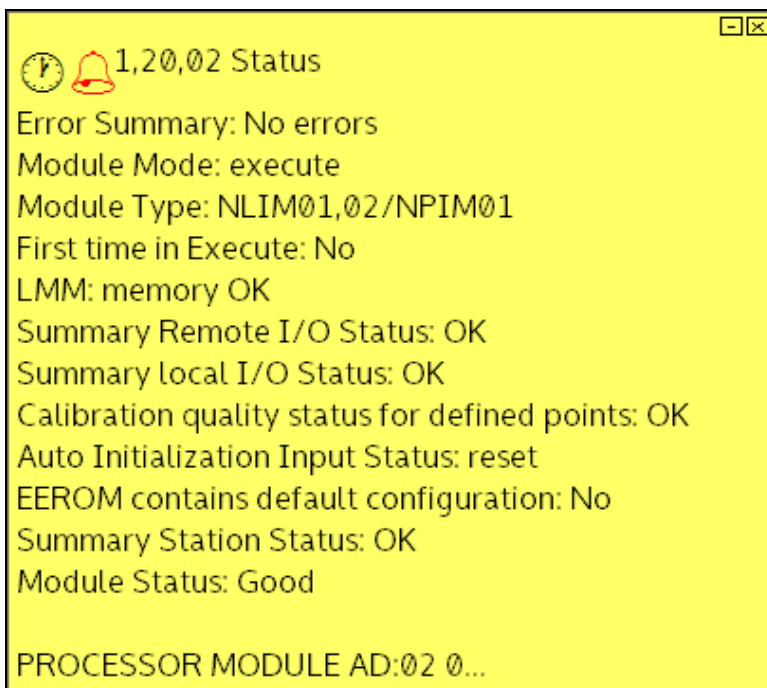 1,20,02 Status
Error Summary: No errors
Module Mode: execute
Module Type: NLIM01,02/NPIM01
First time in Execute: No
LMM: memory OK
Summary Remote I/O Status: OK
Summary local I/O Status: OK
Calibration quality status for defined points: OK
Auto Initialization Input Status: reset
EEROM contains default configuration: No
Summary Station Status: OK
Module Status: Good
PROCESSOR MODULE AD:02 0...